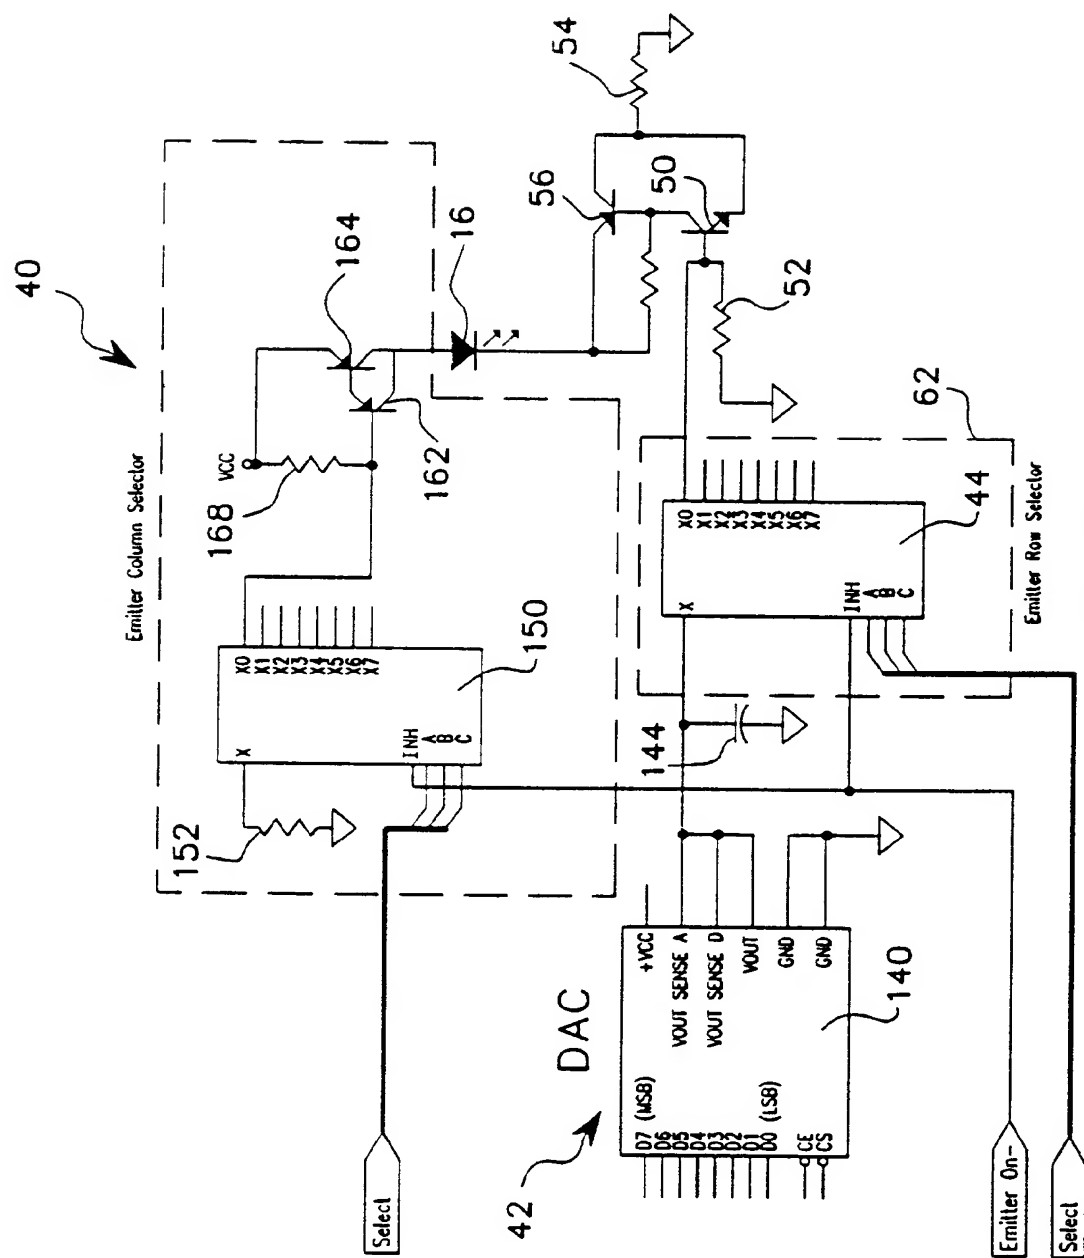 40
Emitter Column Selector
VCC
168
164
162
16
X
X0
X1
X2
X3
X4
X5
X6
X7
INH
A
B
C
150
152
Select
56
54
50
52
62
Emitter Row Selector
X
X0
X1
X2
X3
X4
X5
X6
X7
INH
A
B
C
44
144
42
DAC
D7 (MSB)
D6
D5
D4
D3
D2
D1
D0 (LSB)
CE
CS
+VCC
VOUT SENSE A
VOUT SENSE D
VOUT
GND
GND
140
Emitter On-
Select